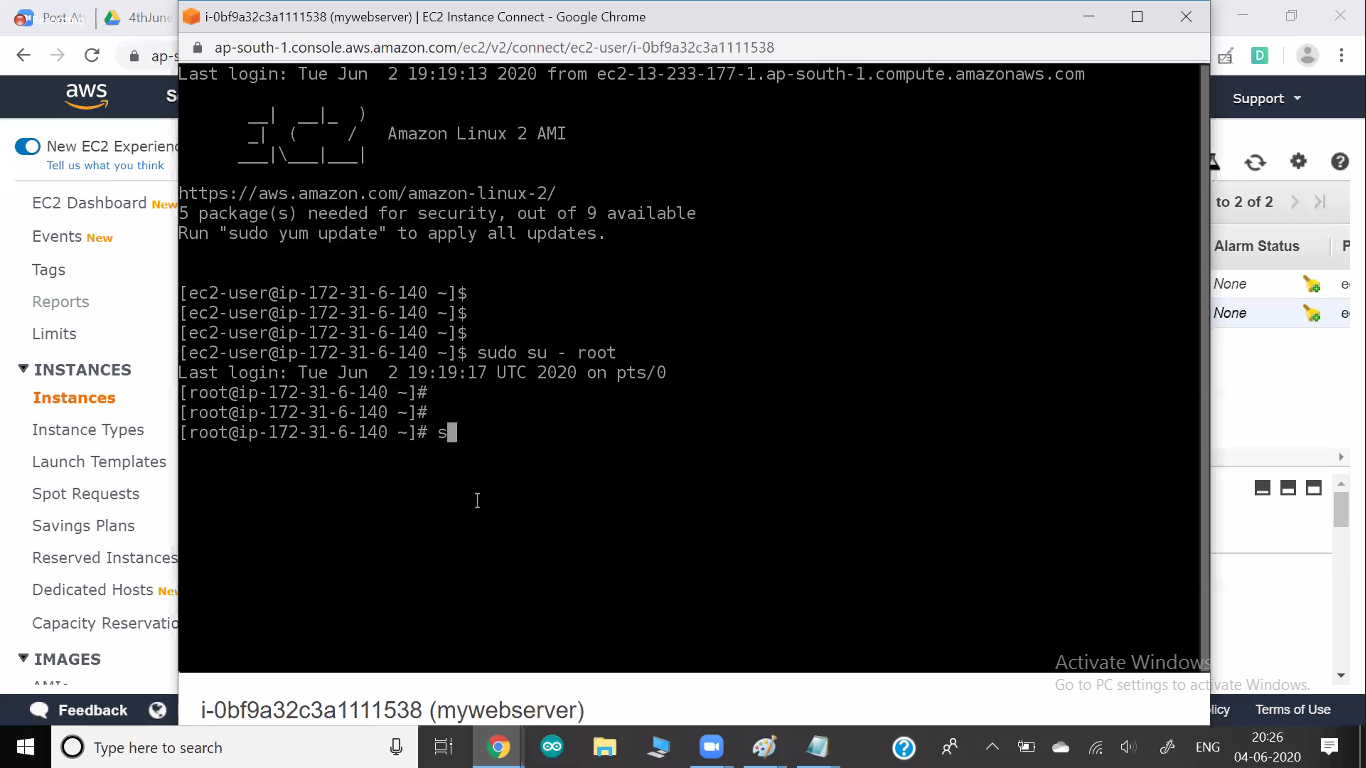 Post At
4thJune
i-0bf9a32c3a1111538 (mywebserver) | EC2 Instance Connect - Google Chrome
ap-s
ap-south-1.console.aws.amazon.com/ec2/v2/connect/ec2-user/i-0bf9a32c3a1111538
D
aws
S
Support
New EC2 Experienc
Tell us what you think
EC2 Dashboard New
Events New
Tags
Reports
Limits
INSTANCES
Instances
Instance Types
Launch Templates
Spot Requests
Savings Plans
Reserved Instances
Dedicated Hosts Nev
Capacity Reservatio
IMAGES
AMIs
Last login: Tue Jun  2 19:19:13 2020 from ec2-13-233-177-1.ap-south-1.compute.amazonaws.com
__|  __|_  )
_|  (     /   Amazon Linux 2 AMI
___|\___|___|
https://aws.amazon.com/amazon-linux-2/
5 package(s) needed for security, out of 9 available
Run "sudo yum update" to apply all updates.
[ec2-user@ip-172-31-6-140 ~]$
[ec2-user@ip-172-31-6-140 ~]$
[ec2-user@ip-172-31-6-140 ~]$
[ec2-user@ip-172-31-6-140 ~]$ sudo su - root
Last login: Tue Jun  2 19:19:17 UTC 2020 on pts/0
[root@ip-172-31-6-140 ~]#
[root@ip-172-31-6-140 ~]#
[root@ip-172-31-6-140 ~]# s
to 2 of 2
Alarm Status
None
None
Activate Windows
Go to PC settings to activate Windows.
i-0bf9a32c3a1111538 (mywebserver)
Feedback
licy
Terms of Use
Type here to search
ENG
20:26
04-06-2020